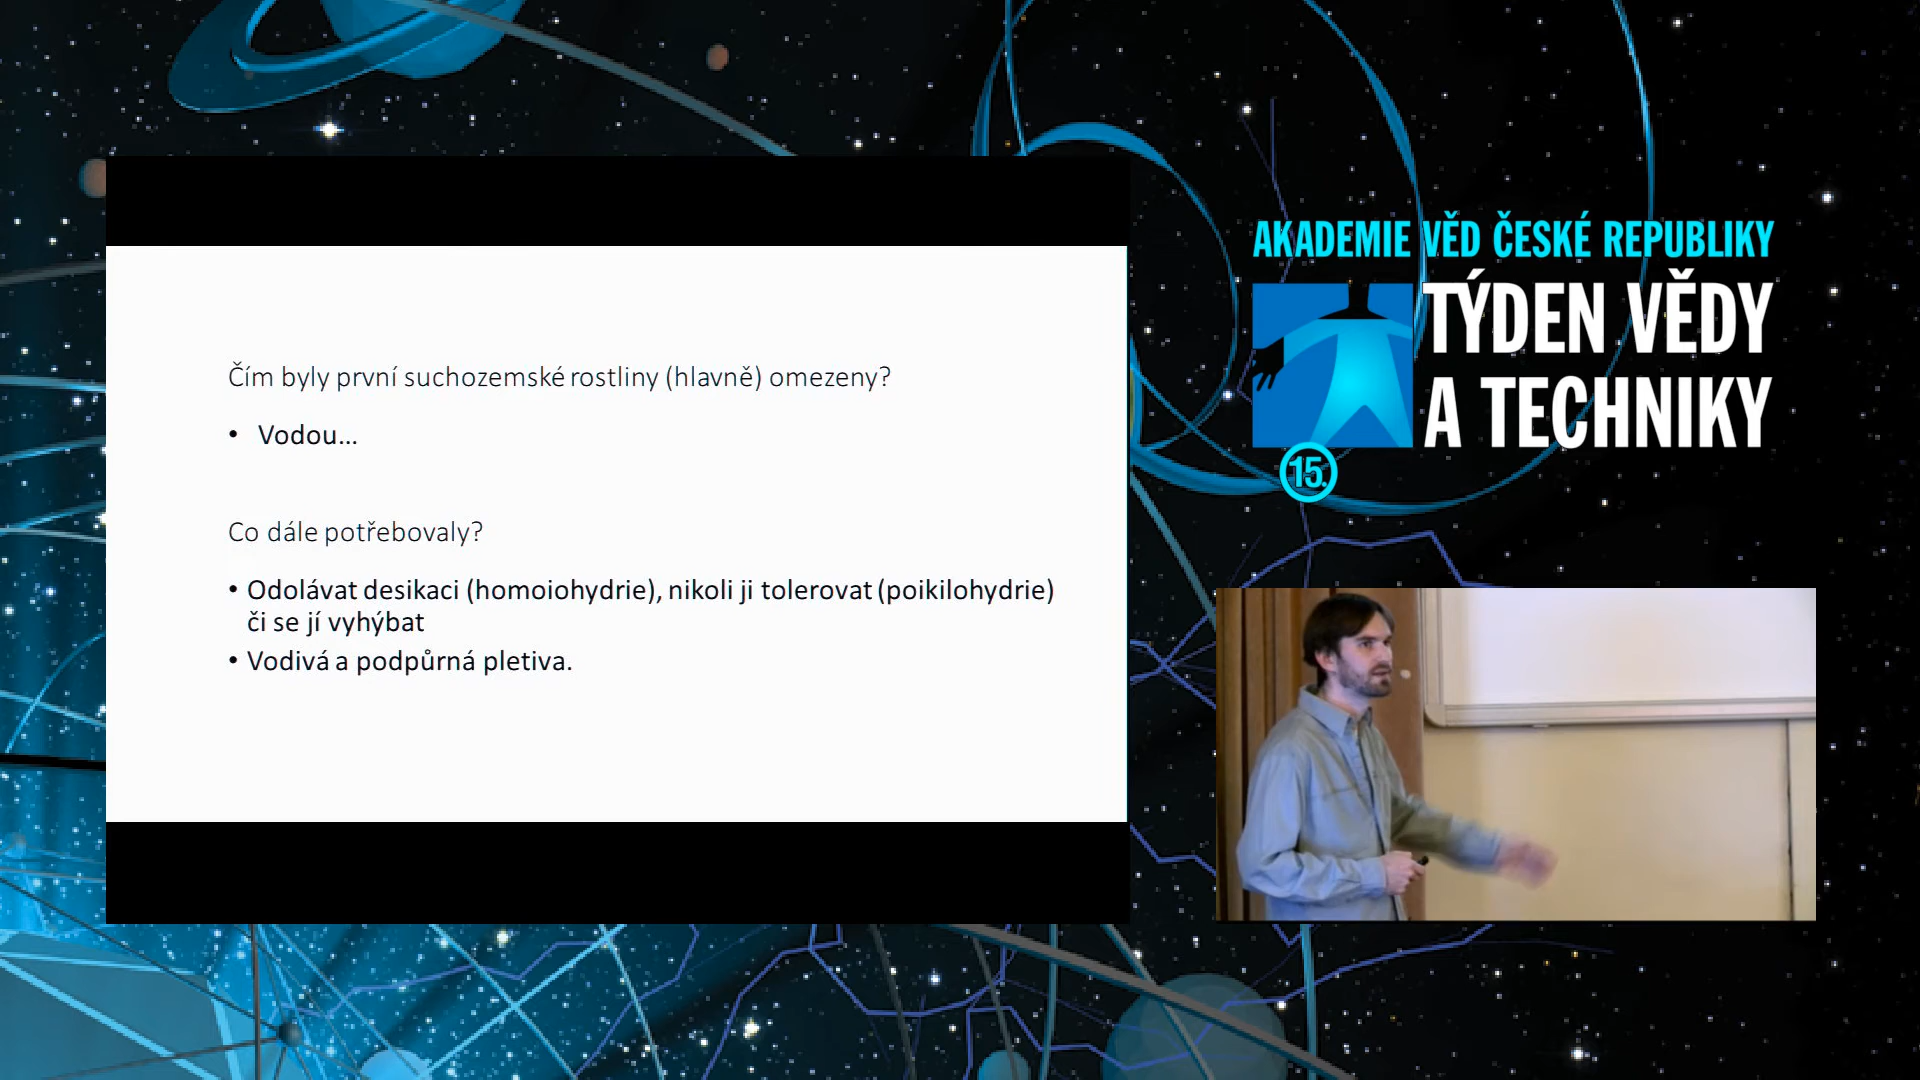 Čím byly první suchozemské rostliny (hlavně) omezeny?
• Vodou...
Co dále potřebovaly?
• Odolávat desikaci (homoiohydrie), nikoli ji tolerovat (poikilohydrie)
či se jí vyhýbat
• Vodivá a podpůrná pletiva.
AKADEMIE VĚD ČESKÉ REPUBLIKY
TÝDEN VĚDY
A TECHNIKY
15.